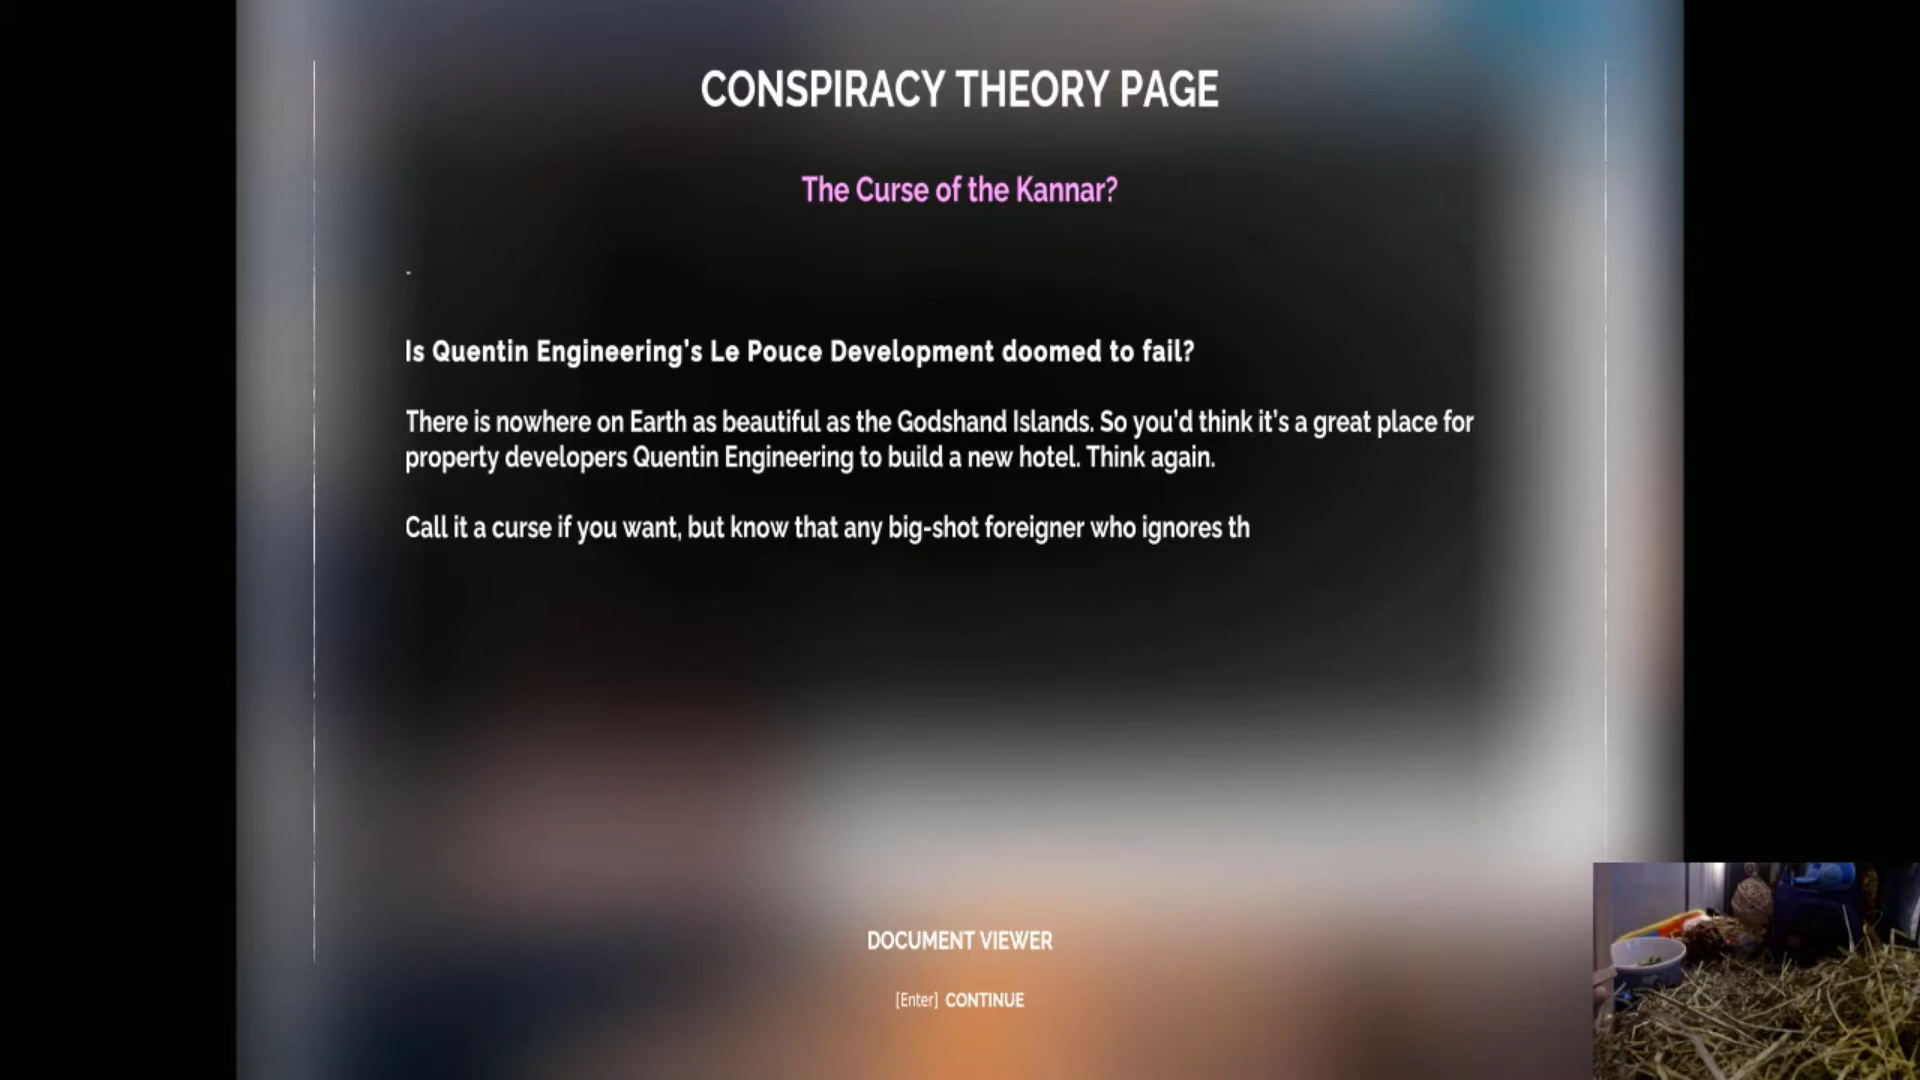 CONSPIRACY THEORY PAGE
The Curse of the Kannar?
-
Is Quentin Engineering's Le Pouce Development doomed to fail?
There is nowhere on Earth as beautiful as the Godshand Islands. So you'd think it's a great place for
property developers Quentin Engineering to build a new hotel. Think again.
Call it a curse if you want, but know that any big-shot foreigner who ignores th
DOCUMENT VIEWER
[Enter] CONTINUE